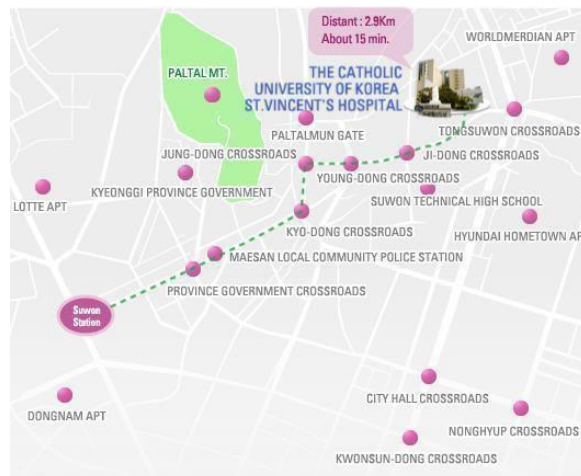 Distant : 2.9Km
About 15 min.
WORLDMERDIAN APT
PALTAL MT.
THE CATHOLIC
UNIVERSITY OF KOREA
ST.VINCENT'S HOSPITAL
PALTALMUN GATE
TONGSUWON CROSSROADS
JUNG-DONG CROSSROADS
JI-DONG CROSSROADS
YOUNG-DONG CROSSROADS
KYEONGGI PROVINCE GOVERNMENT
SUWON TECHNICAL HIGH SCHOOL
LOTTE APT
KYO-DONG CROSSROADS
HYUNDAI HOMETOWN AP
MAESAN LOCAL COMMUNITY POLICE STATION
PROVINCE GOVERNMENT CROSSROADS
Suwon
Station
CITY HALL CROSSROADS
DONGNAM APT
NONGHYUP CROSSROADS
KWONSUN-DONG CROSSROADS